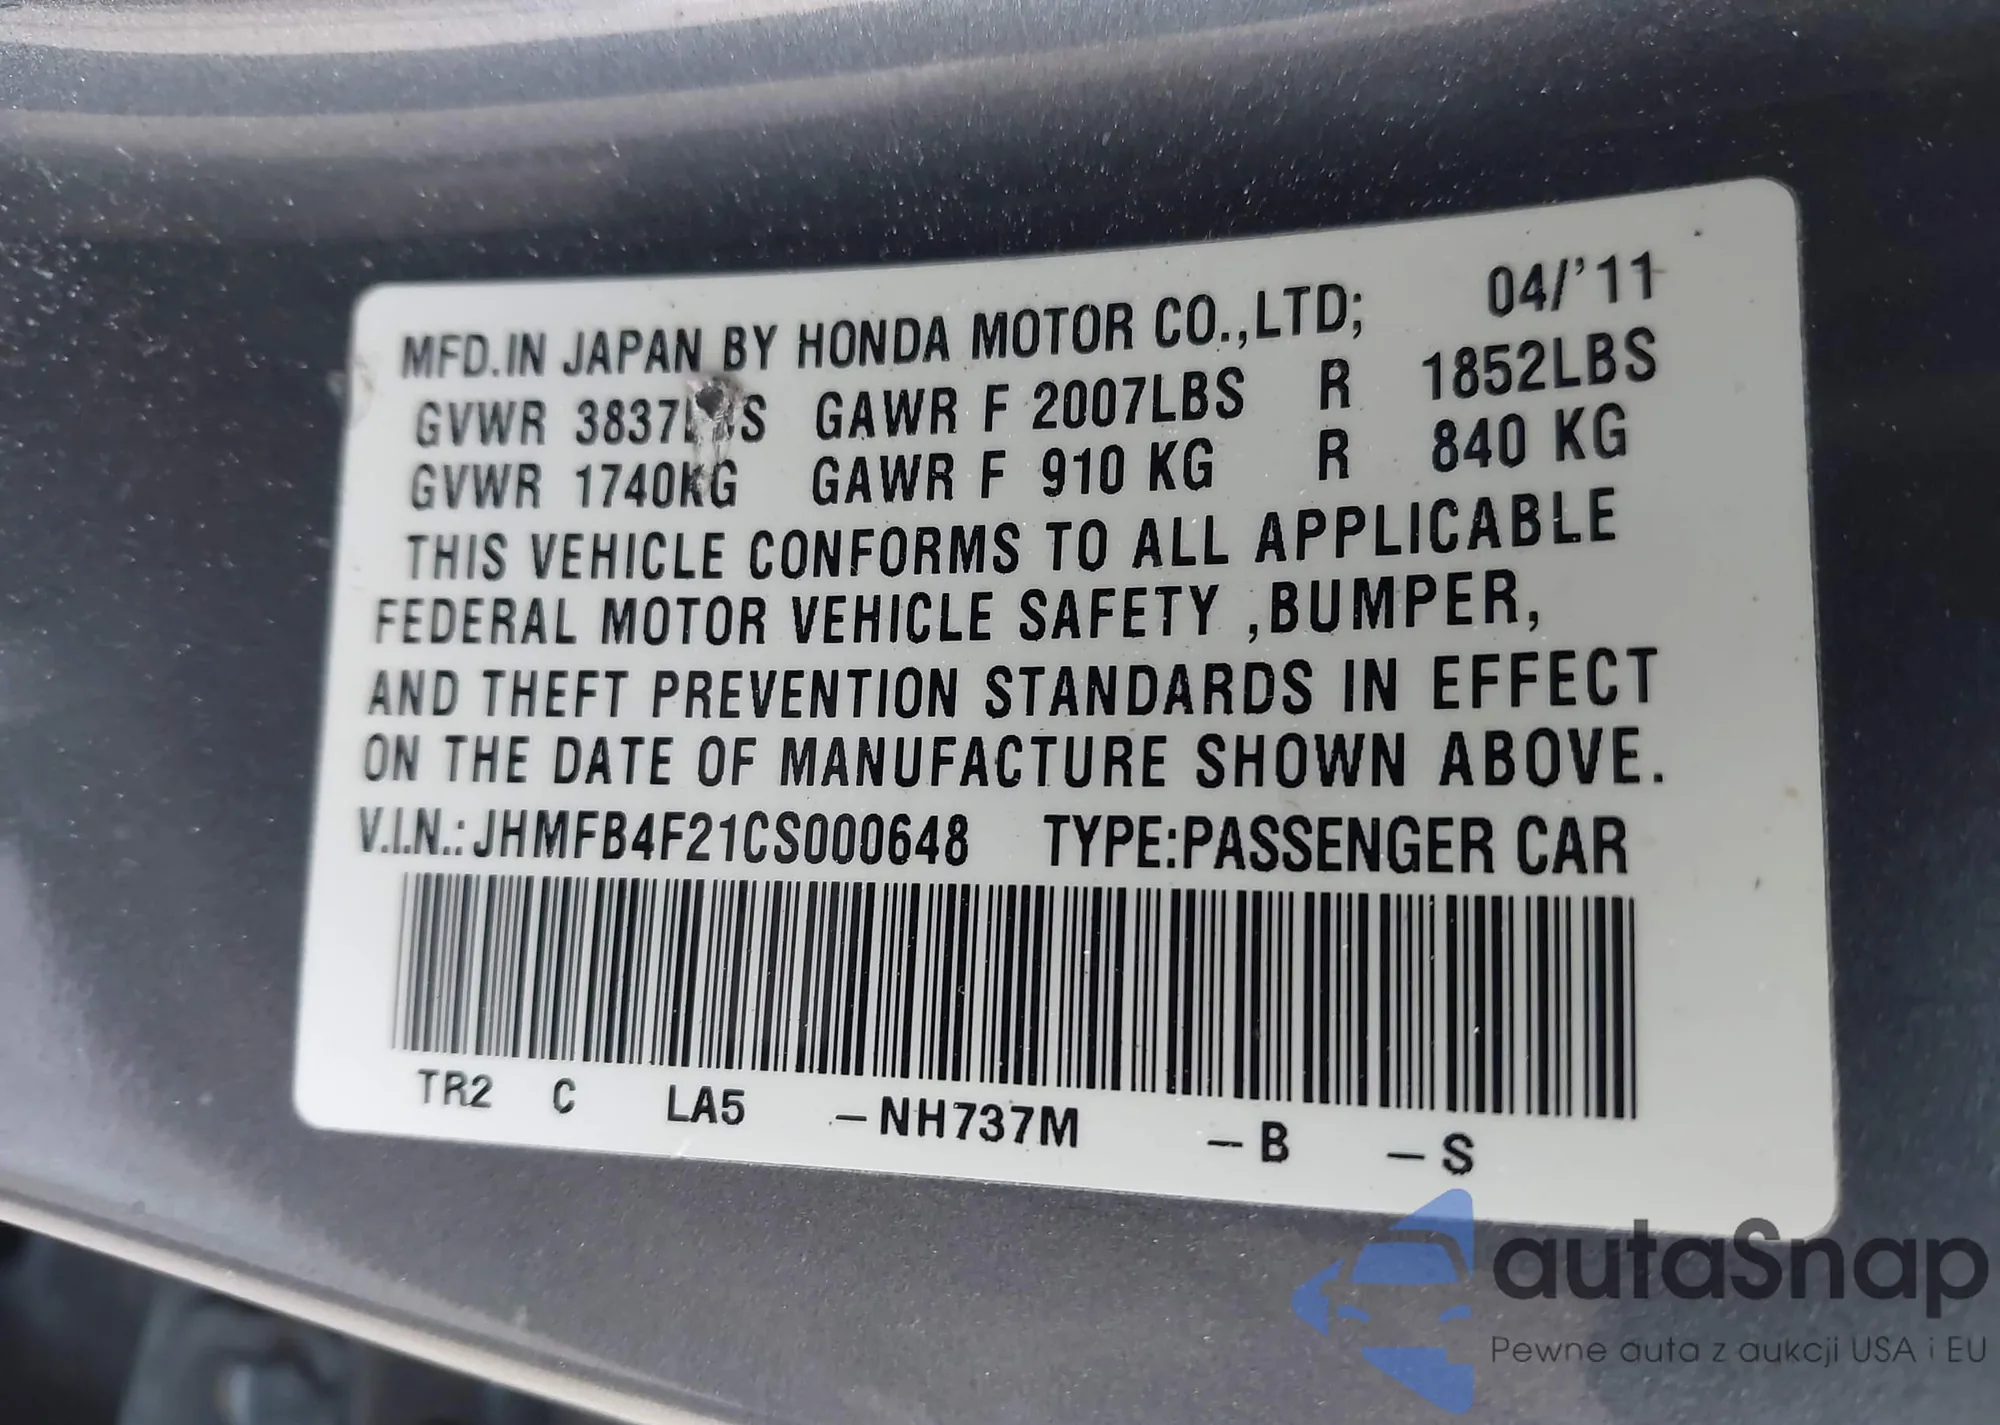 MFD.IN JAPAN BY HONDA MOTOR CO.,LTD; 04/'11
GVWR 3837LBS GAWR F 2007LBS R 1852LBS
GVWR 1740KG GAWR F 910 KG R 840 KG
THIS VEHICLE CONFORMS TO ALL APPLICABLE
FEDERAL MOTOR VEHICLE SAFETY ,BUMPER,
AND THEFT PREVENTION STANDARDS IN EFFECT
ON THE DATE OF MANUFACTURE SHOWN ABOVE.
V.I.N.: JHMFB4F21CS000648 TYPE:PASSENGER CAR
TR2 C LA5 –NH737M –B –S
autaSnap
Pewne auta z aukcji USA i EU